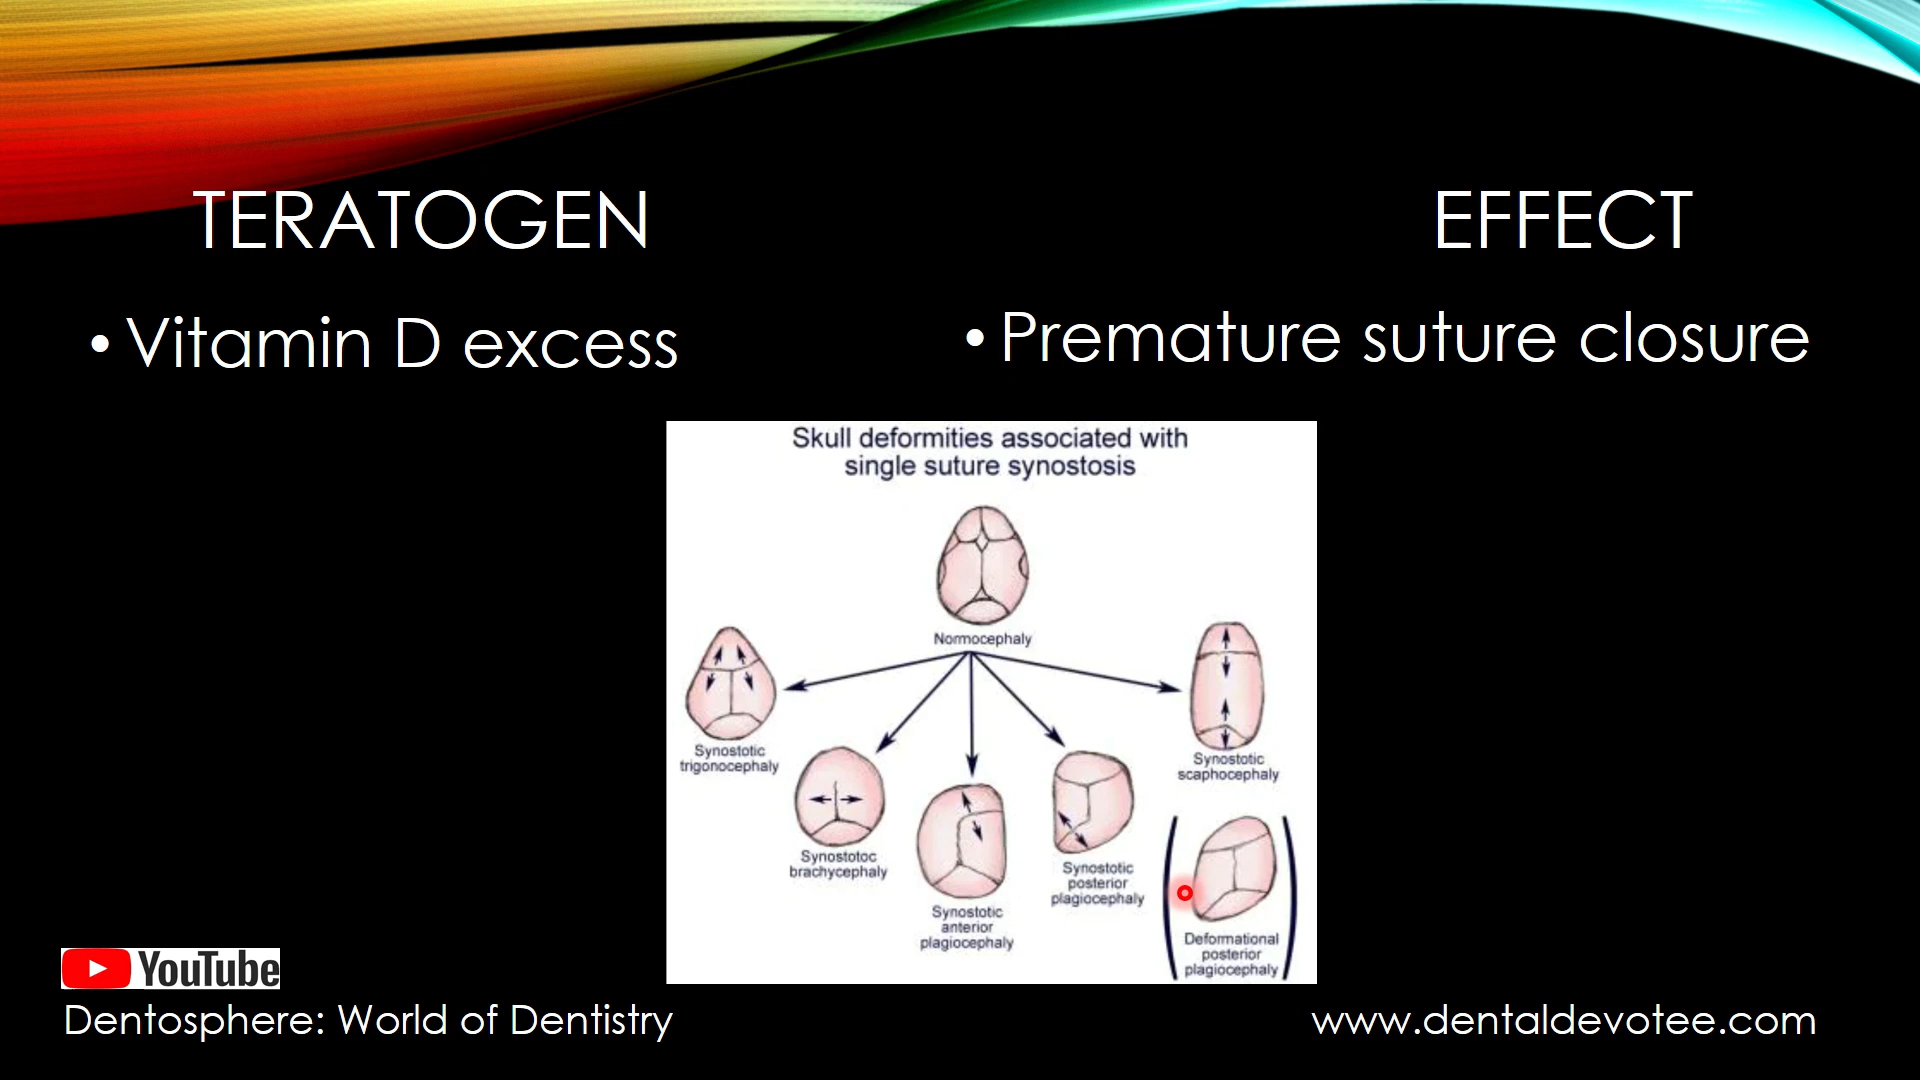 TERATOGEN
EFFECT
• Vitamin D excess
• Premature suture closure
Skull deformities associated with
single suture synostosis
Normocephaly
Synostotic
trigonocephaly
Synostotoc
brachycephaly
Synostotic
anterior
plagiocephaly
Synostotic
posterior
plagiocephaly
Synostotic
scaphocephaly
Deformational
posterior
plagiocephaly
YouTube
Dentosphere: World of Dentistry
www.dentaldevotee.com